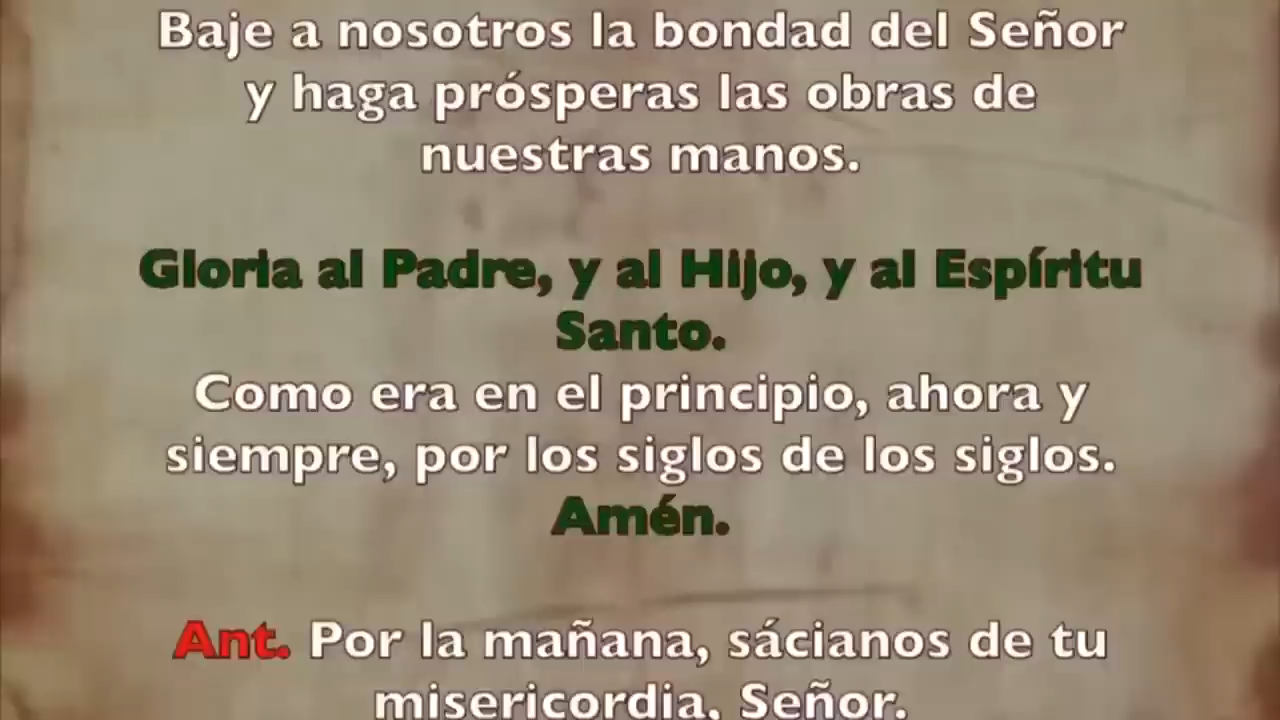 Baje a nosotros la bondad del Señor
y haga prósperas las obras de
nuestras manos.
Gloria al Padre, y al Hijo, y al Espíritu
Santo.
Como era en el principio, ahora y
siempre, por los siglos de los siglos.
Amén.
Ant. Por la mañana, sácianos de tu
misericordia, Señor.